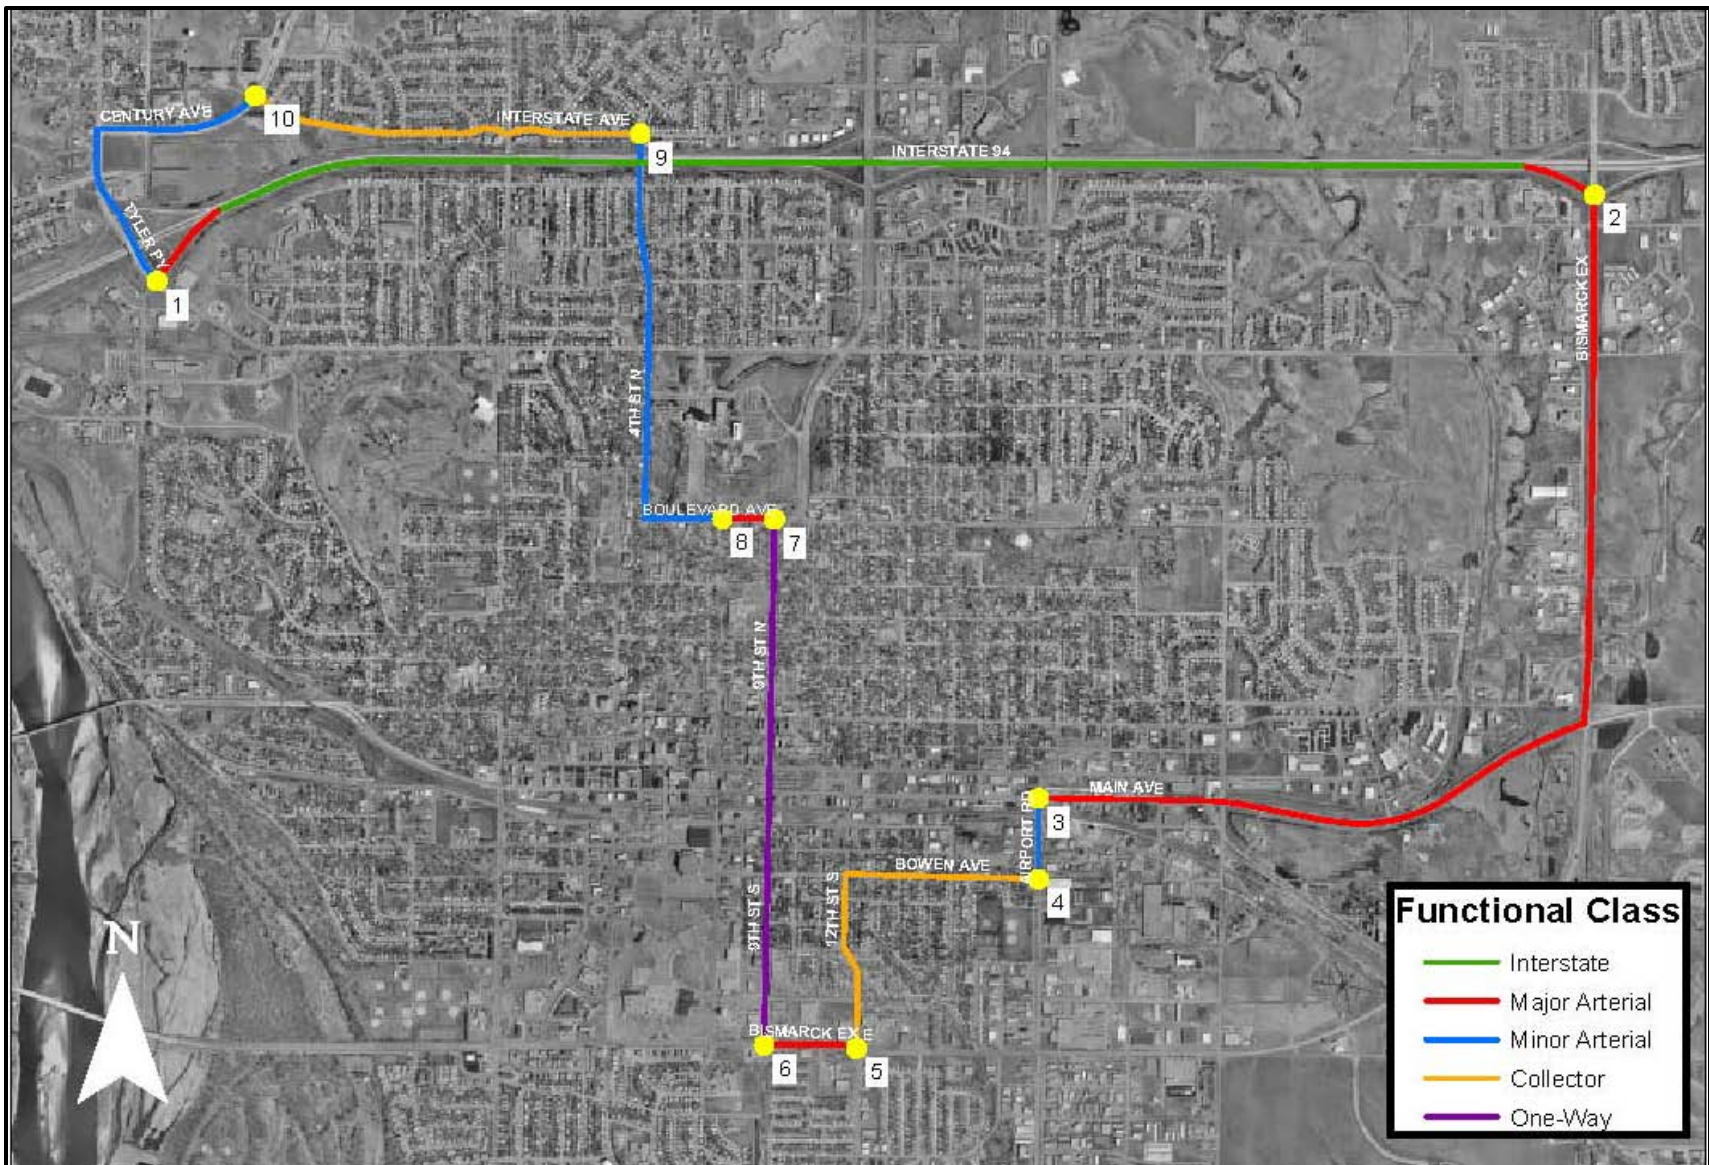 CENTURY AVE
10
INTERSTATE AVE
9
INTERSTATE 94
2
TYLER PY
1
BISMARCK EX
4TH ST N
BOULEVARD AVE
8
7
9TH ST N
MAIN AVE
3
AIRPORT RD
BOWEN AVE
4
12TH ST S
9TH ST S
BISMARCK EX E
6
5
N
Functional Class
Interstate
Major Arterial
Minor Arterial
Collector
One-Way